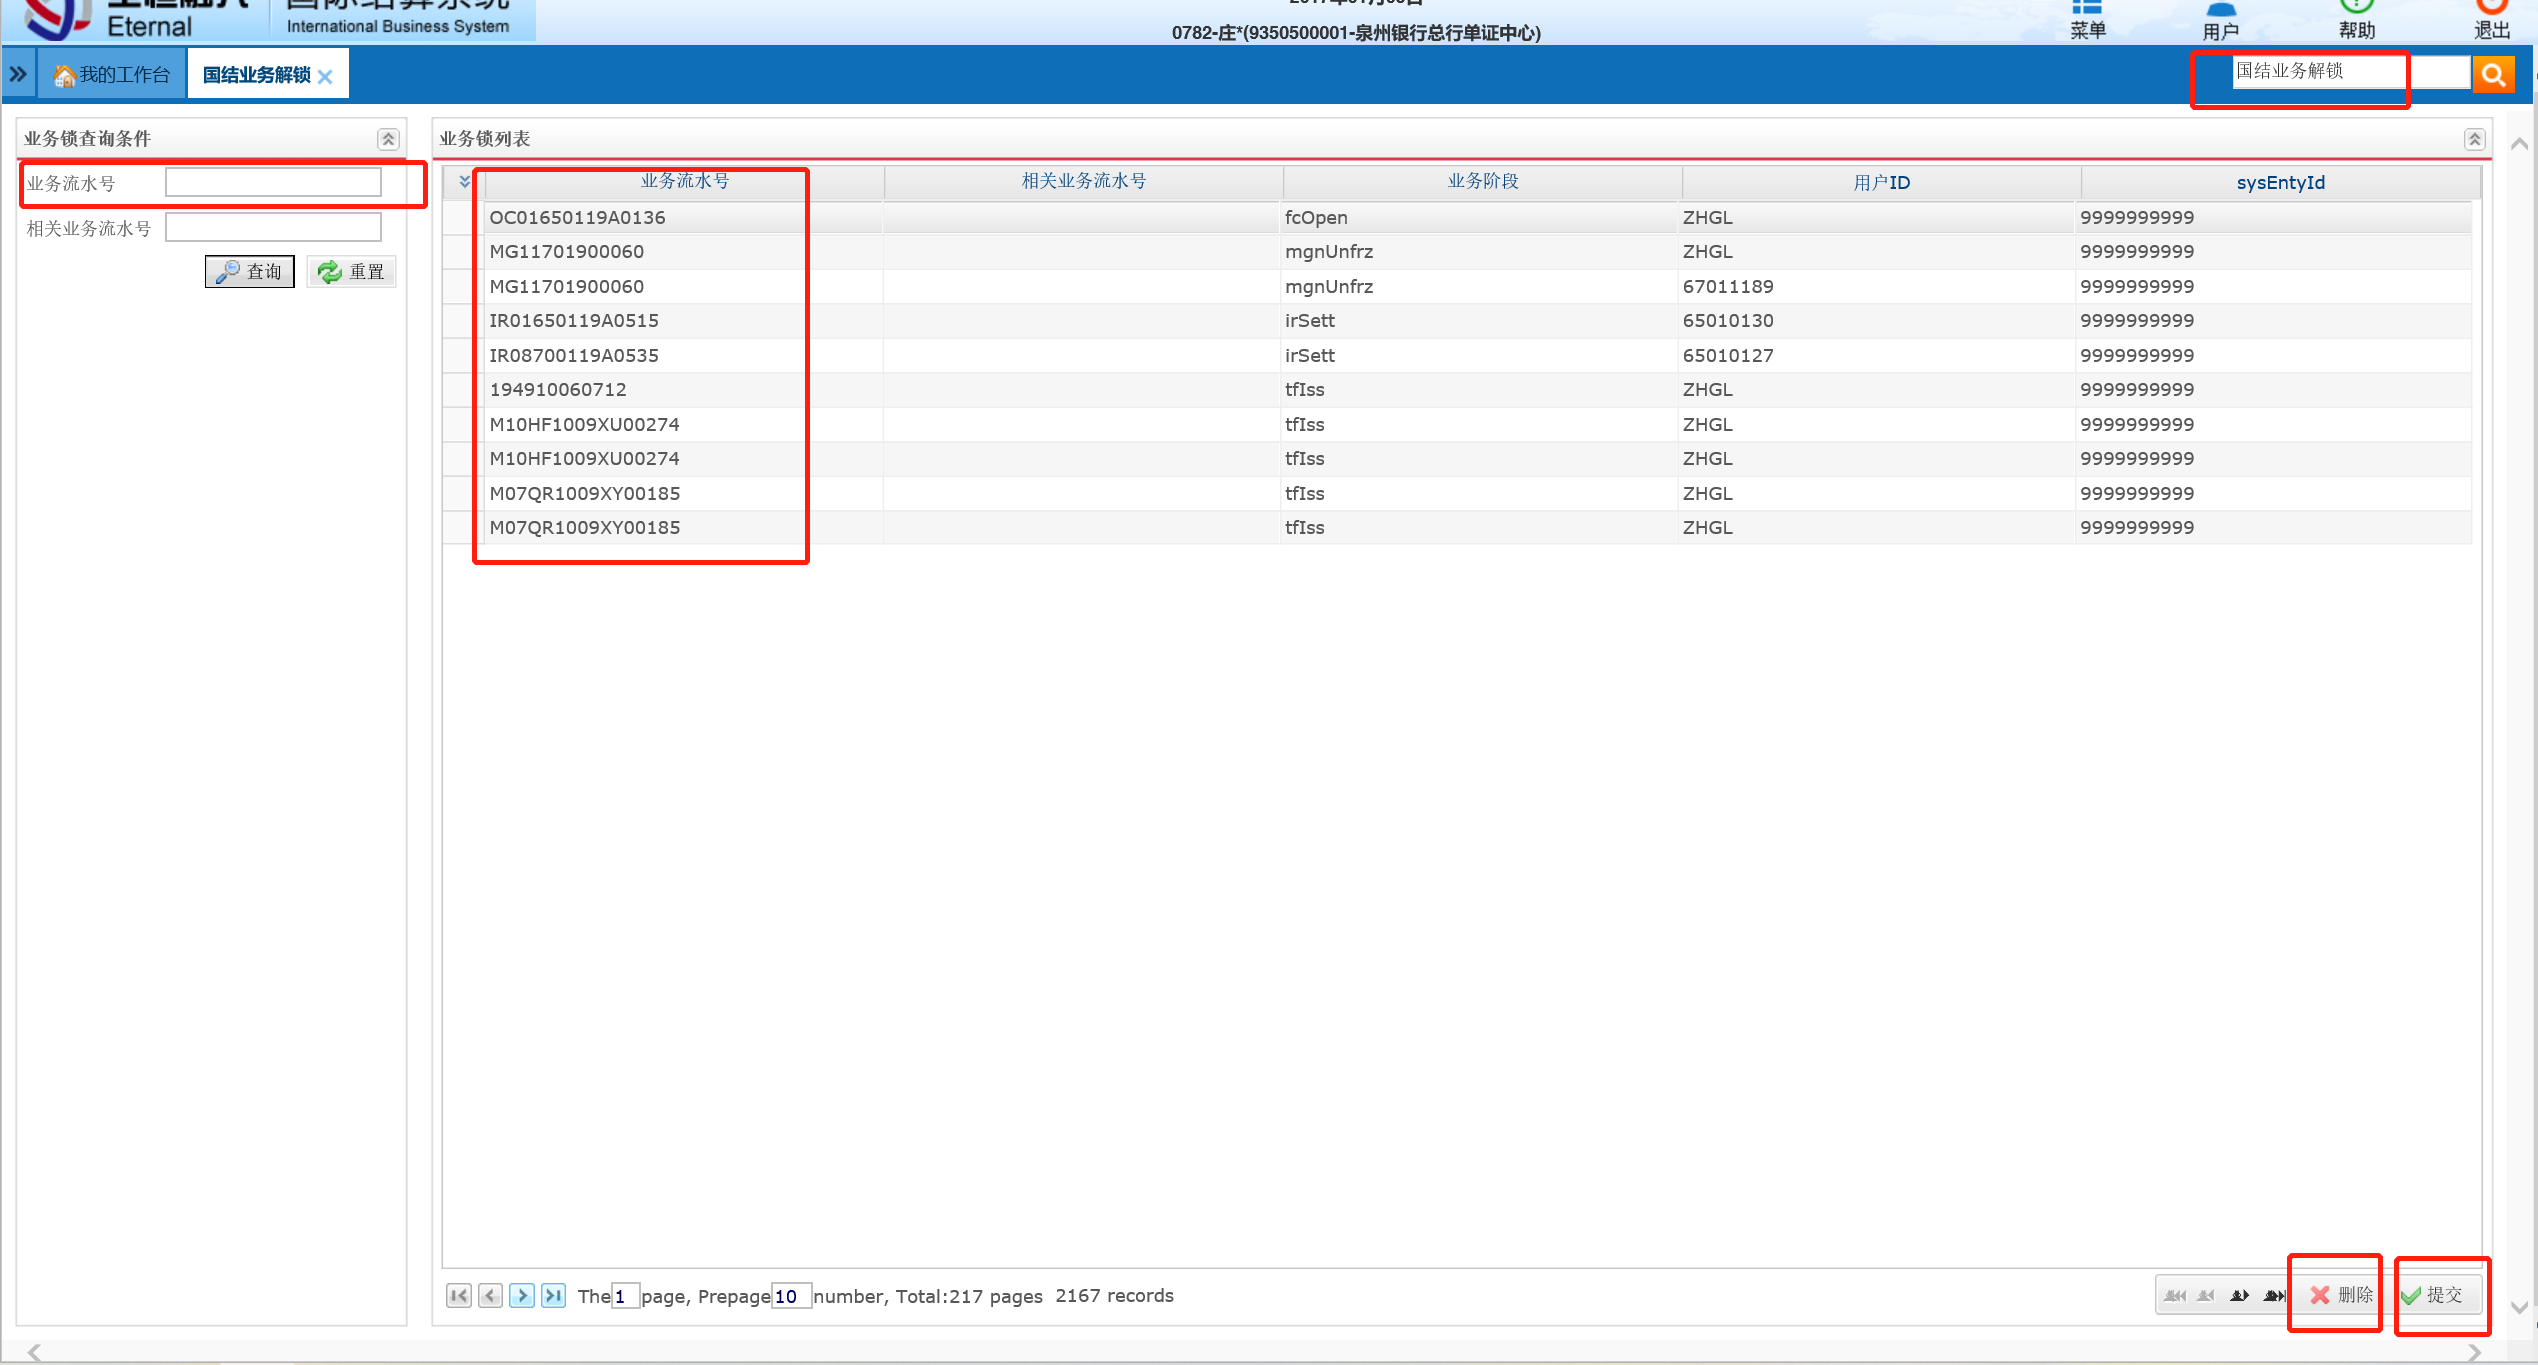 Eternal
International Business System
0782-庄*(9350500001-泉州银行总行单证中心)
菜单
用户
帮助
退出
我的工作台
国结业务解锁
国结业务解锁
业务锁查询条件
业务流水号
相关业务流水号
查询
重置
业务锁列表
业务流水号 相关业务流水号 业务阶段 用户ID sysEntyId
OC01650119A0136 fcOpen ZHGL 9999999999
MG11701900060 mgnUnfrz ZHGL 9999999999
MG11701900060 mgnUnfrz 67011189 9999999999
IR01650119A0515 irSett 65010130 9999999999
IR08700119A0535 irSett 65010127 9999999999
194910060712 tfIss ZHGL 9999999999
M10HF1009XU00274 tfIss ZHGL 9999999999
M10HF1009XU00274 tfIss ZHGL 9999999999
M07QR1009XY00185 tfIss ZHGL 9999999999
M07QR1009XY00185 tfIss ZHGL 9999999999
The 1 page, Prepage 10 number, Total:217 pages 2167 records
删除
提交